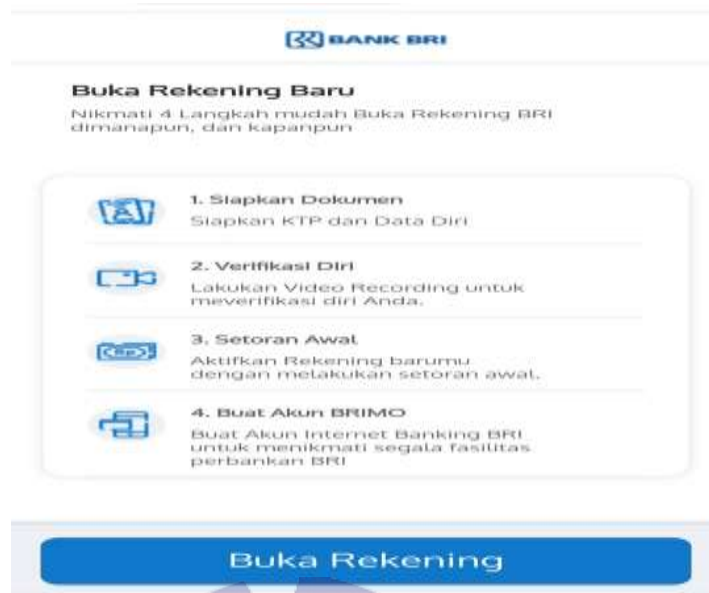 BANK BRI
Buka Rekening Baru
Nikmati 4 Langkah mudah Buka Rekening BRI
dimanapun, dan kapanpun
1. Siapkan Dokumen
Siapkan KTP dan Data Diri
2. Verifikasi Diri
Lakukan Video Recording untuk
meverifikasi diri Anda.
3. Setoran Awal
Aktifkan Rekening barumu
dengan melakukan setoran awal.
4. Buat Akun BRIMO
Buat Akun Internet Banking BRI
untuk menikmati segala fasilitas
perbankan BRI
Buka Rekening